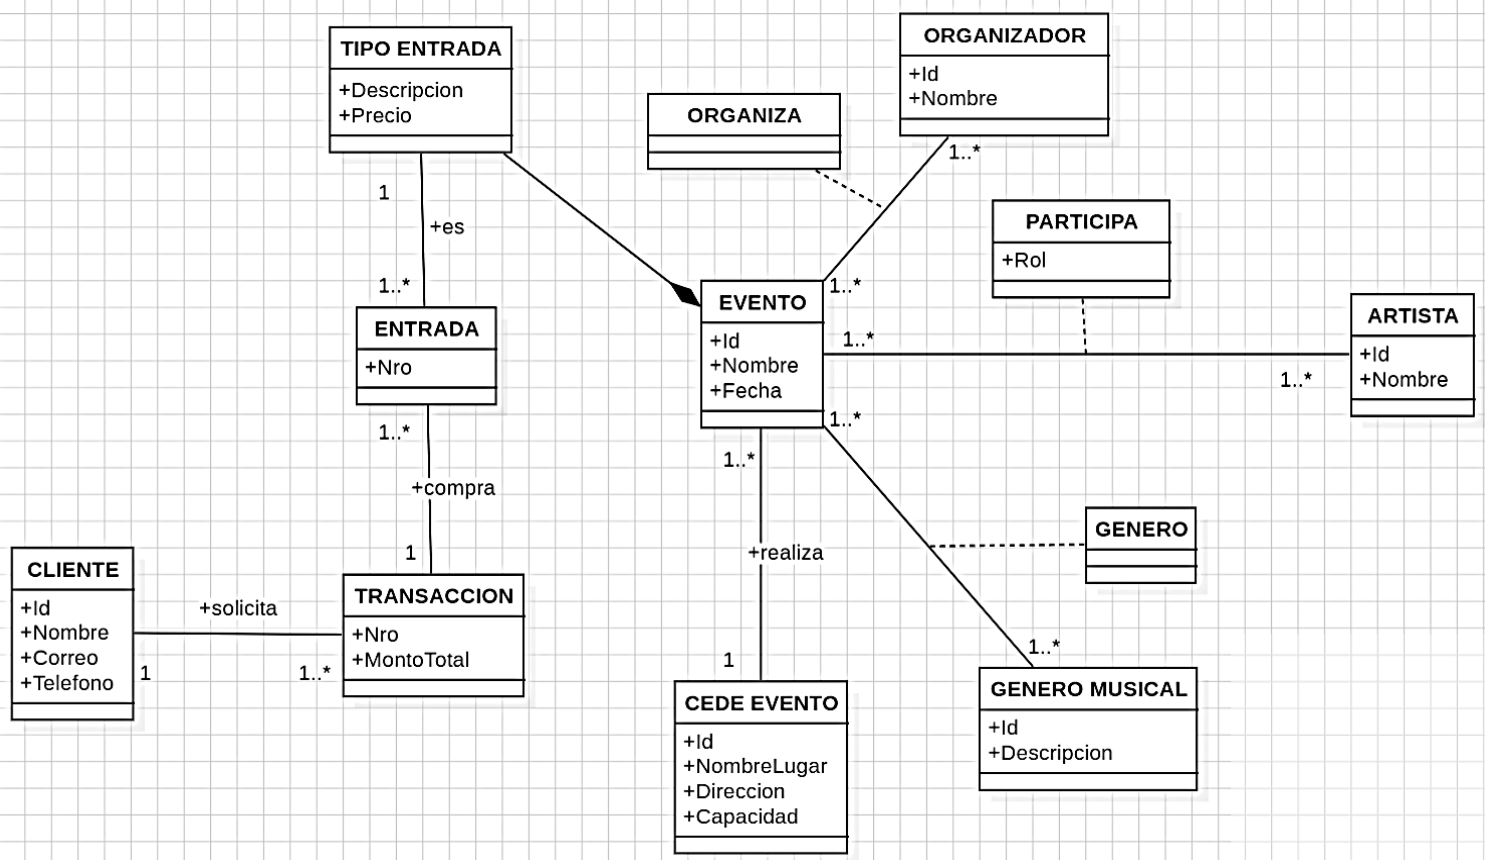 TIPO ENTRADA
+Descripcion
+Precio
ORGANIZA
ORGANIZADOR
+Id
+Nombre
1..*
1
+es
1..*
PARTICIPA
+Rol
ENTRADA
+Nro
EVENTO
+Id
+Nombre
+Fecha
1..*
1..*
1..*
1..*
ARTISTA
+Id
+Nombre
1..*
+compra
1
1..*
+realiza
1
GENERO
1..*
CLIENTE
+Id
+Nombre
+Correo
+Telefono
+solicita
1
1..*
TRANSACCION
+Nro
+MontoTotal
CEDE EVENTO
+Id
+NombreLugar
+Direccion
+Capacidad
GENERO MUSICAL
+Id
+Descripcion